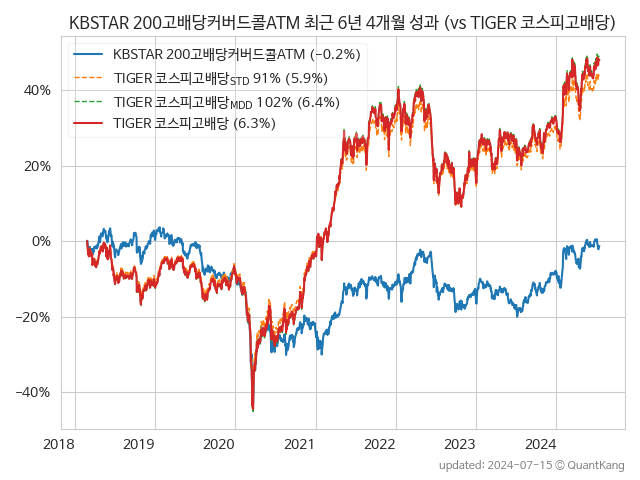 KBSTAR 200고배당커버드콜ATM 최근 6년 4개월 성과 (vs TIGER 코스피고배당)
KBSTAR 200고배당커버드콜ATM (−0.2%)
TIGER 코스피고배당STD 91% (5.9%)
TIGER 코스피고배당MDD 102% (6.4%)
TIGER 코스피고배당 (6.3%)
40%
20%
0%
−20%
−40%
2018 2019 2020 2021 2022 2023 2024
updated: 2024-07-15 © QuantKang